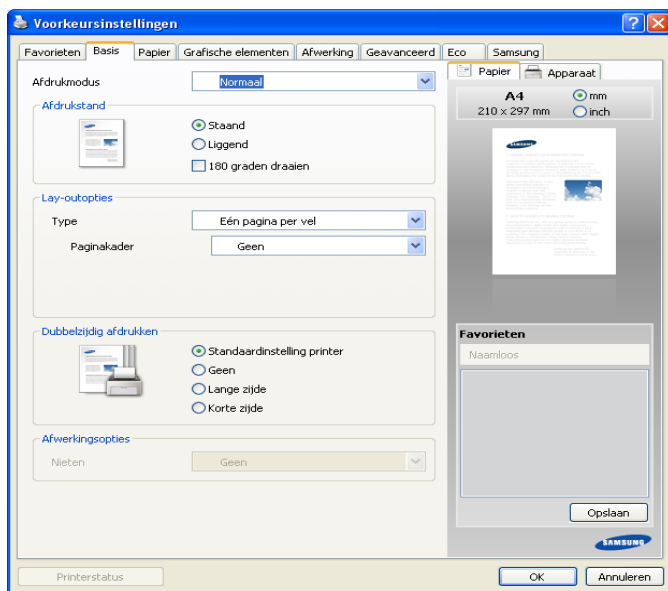 Voorkeursinstellingen
Favorieten Basis Papier Grafische elementen Afwerking Geavanceerd Eco Samsung
Afdrukmodus Normaal
Afdrukstand
Staand
Liggend
180 graden draaien
Lay-outopties
Type Eén pagina per vel
Paginakader Geen
Dubbelzijdig afdrukken
Standaardinstelling printer
Geen
Lange zijde
Korte zijde
Afwerkingsopties
Nieten Geen
Papier Apparaat
A4 mm
210 x 297 mm inch
SAMSUNG
Favorieten
Naamloos
Opslaan
SAMSUNG
Printerstatus OK Annuleren